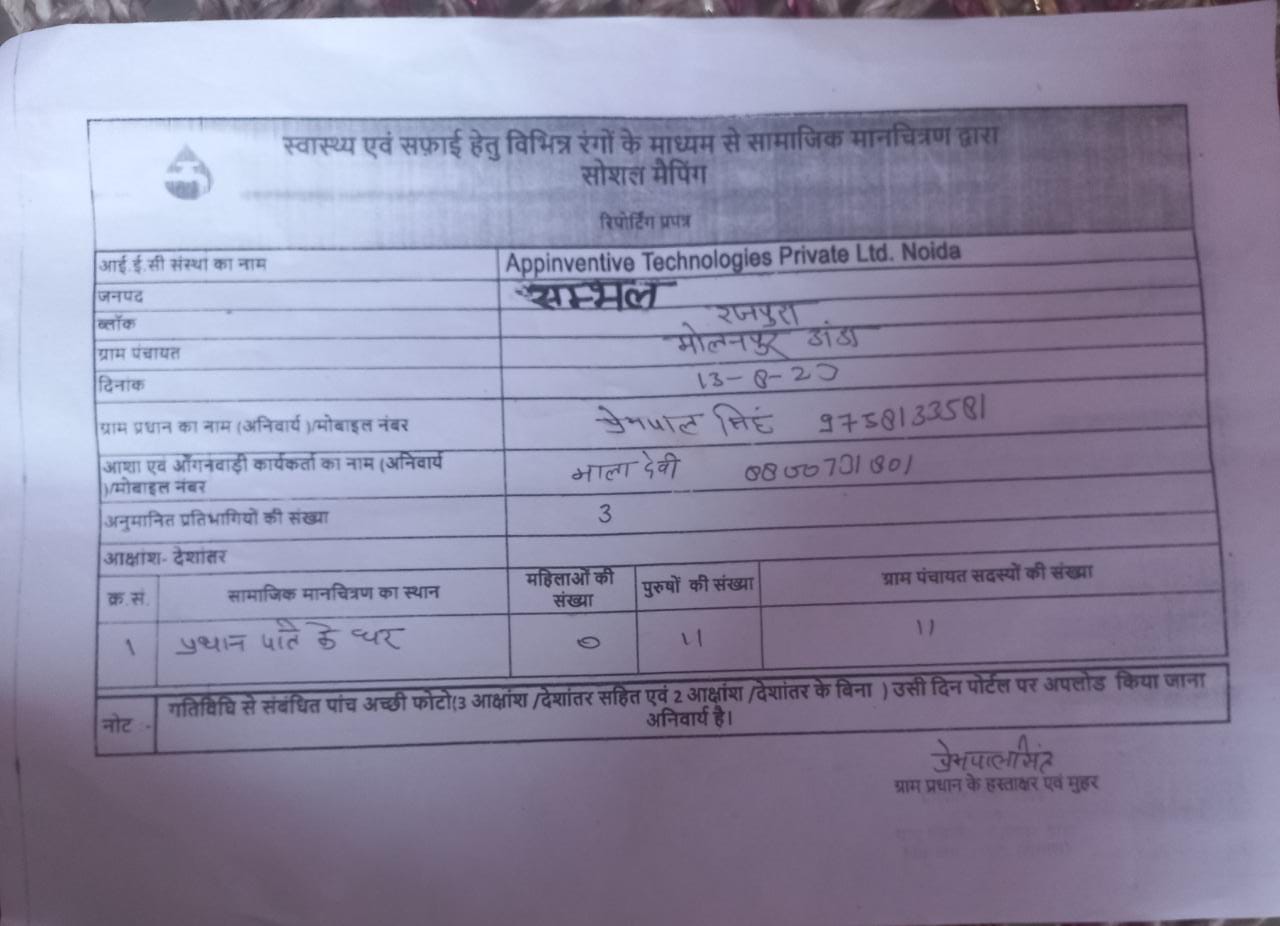 स्वास्थ्य एवं सफ़ाई हेतु विभिन्न रंगों के माध्यम से सामाजिक मानचित्रण द्वारा
सोशल मैपिंग
रिपोर्टिंग प्रपत्र
आई.ई.सी संस्था का नाम Appinventive Technologies Private Ltd. Noida
जनपद सम्भल
ब्लॉक रजपुरा
ग्राम पंचायत मोलनपुर डांडा
दिनांक 13-8-20
ग्राम प्रधान का नाम (अनिवार्य )/मोबाइल नंबर प्रेमपाल सिहं 9758133581
आशा एवं आँगनवाड़ी कार्यकर्ता का नाम (अनिवार्य
)/मोबाइल नंबर माला देवी
अनुमानित प्रतिभागियों की संख्या 3
आक्षांश- देशांतर
क्र.सं. सामाजिक मानचित्रण का स्थान महिलाओं की संख्या पुरुषों की संख्या ग्राम पंचायत सदस्यों की संख्या
१ प्रधान पति के घर 0 11 11
नोट :- गतिविधि से संबंधित पांच अच्छी फोटो(3 आक्षांश /देशांतर सहित एवं 2 आक्षांश /देशांतर के बिना ) उसी दिन पोर्टल पर अपलोड किया जाना
अनिवार्य है।
प्रेमपाल सिंह
ग्राम प्रधान के हस्ताक्षर एवं मुहर